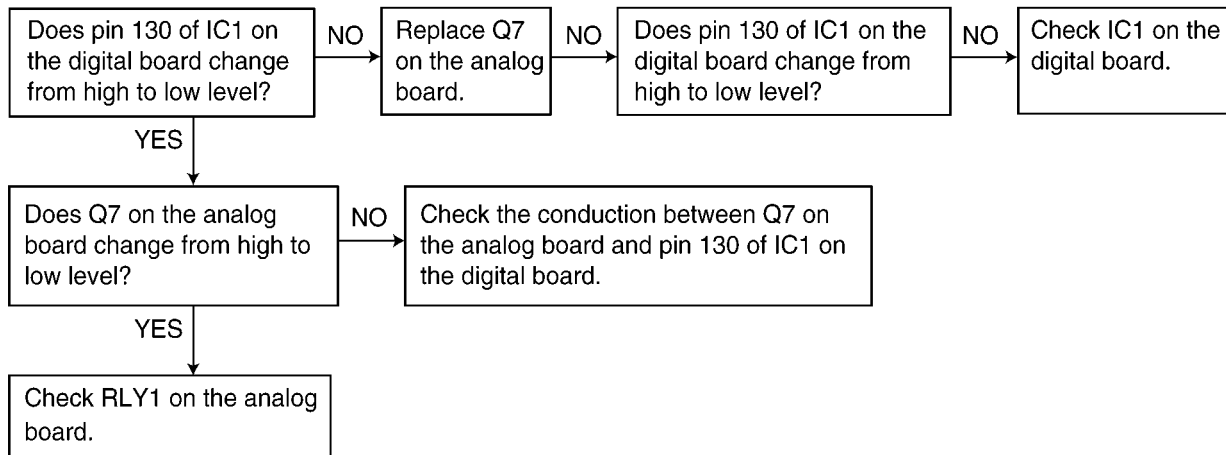 Does pin 130 of IC1 on
the digital board change
from high to low level?
NO
Replace Q7
on the analog
board.
NO
Does pin 130 of IC1 on the
digital board change from
high to low level?
NO
Check IC1 on the
digital board.
YES
Does Q7 on the analog
board change from high to
low level?
NO
Check the conduction between Q7 on
the analog board and pin 130 of IC1 on
the digital board.
YES
Check RLY1 on the analog
board.